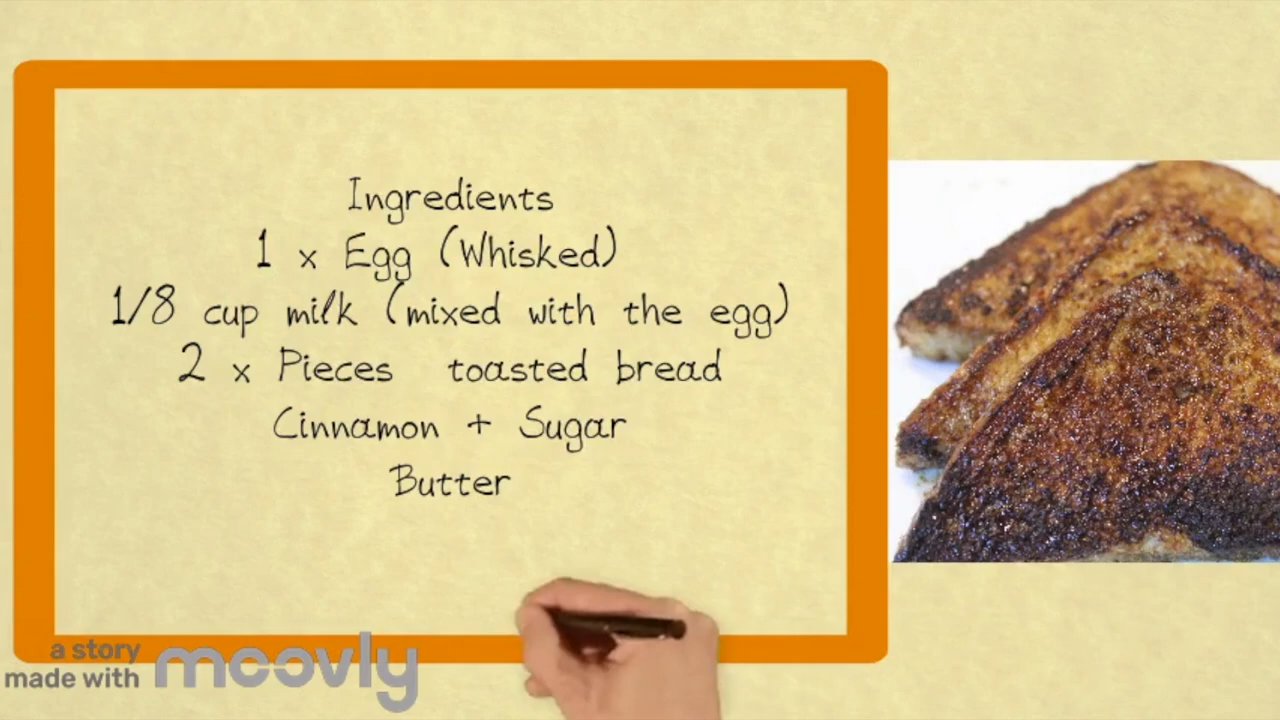 Ingredients
1 x Egg (Whisked)
1/8 cup milk (mixed with the egg)
2 x Pieces toasted bread
Cinnamon + Sugar
Butter
a story
made with moovly